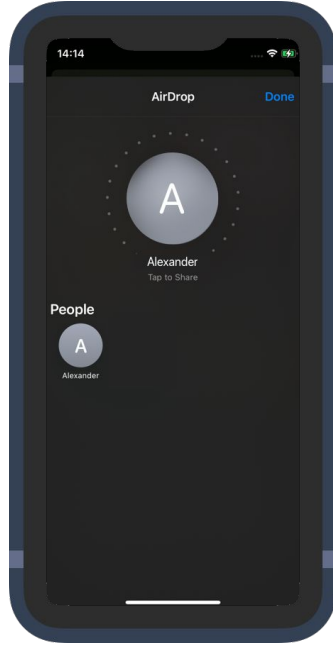 14:14
AirDrop Done
A
Alexander
Tap to Share
People
A
Alexander